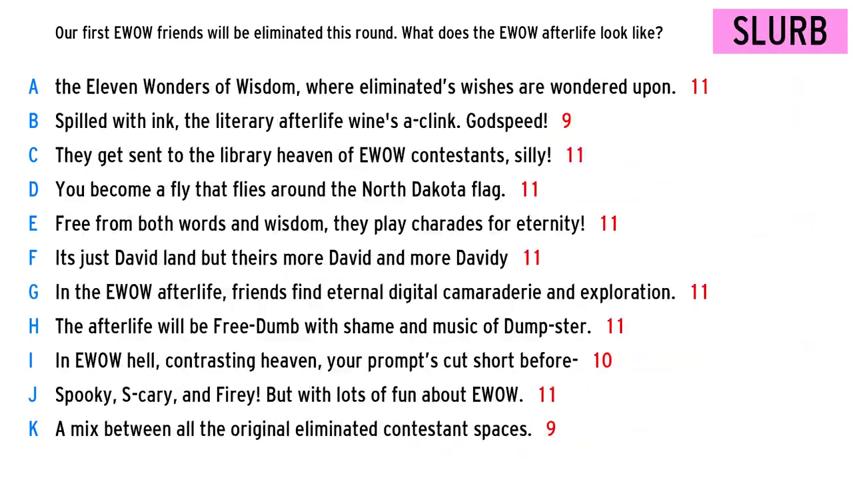 Our first EWOW friends will be eliminated this round. What does the EWOW afterlife look like?
SLURB
A the Eleven Wonders of Wisdom, where eliminated's wishes are wondered upon. 11
B Spilled with ink, the literary afterlife wine's a-clink. Godspeed! 9
C They get sent to the library heaven of EWOW contestants, silly! 11
D You become a fly that flies around the North Dakota flag. 11
E Free from both words and wisdom, they play charades for eternity! 11
F Its just David land but theirs more David and more Davidy 11
G In the EWOW afterlife, friends find eternal digital camaraderie and exploration. 11
H The afterlife will be Free-Dumb with shame and music of Dump-ster. 11
I In EWOW hell, contrasting heaven, your prompt's cut short before- 10
J Spooky, S-cary, and Firey! But with lots of fun about EWOW. 11
K A mix between all the original eliminated contestant spaces. 9